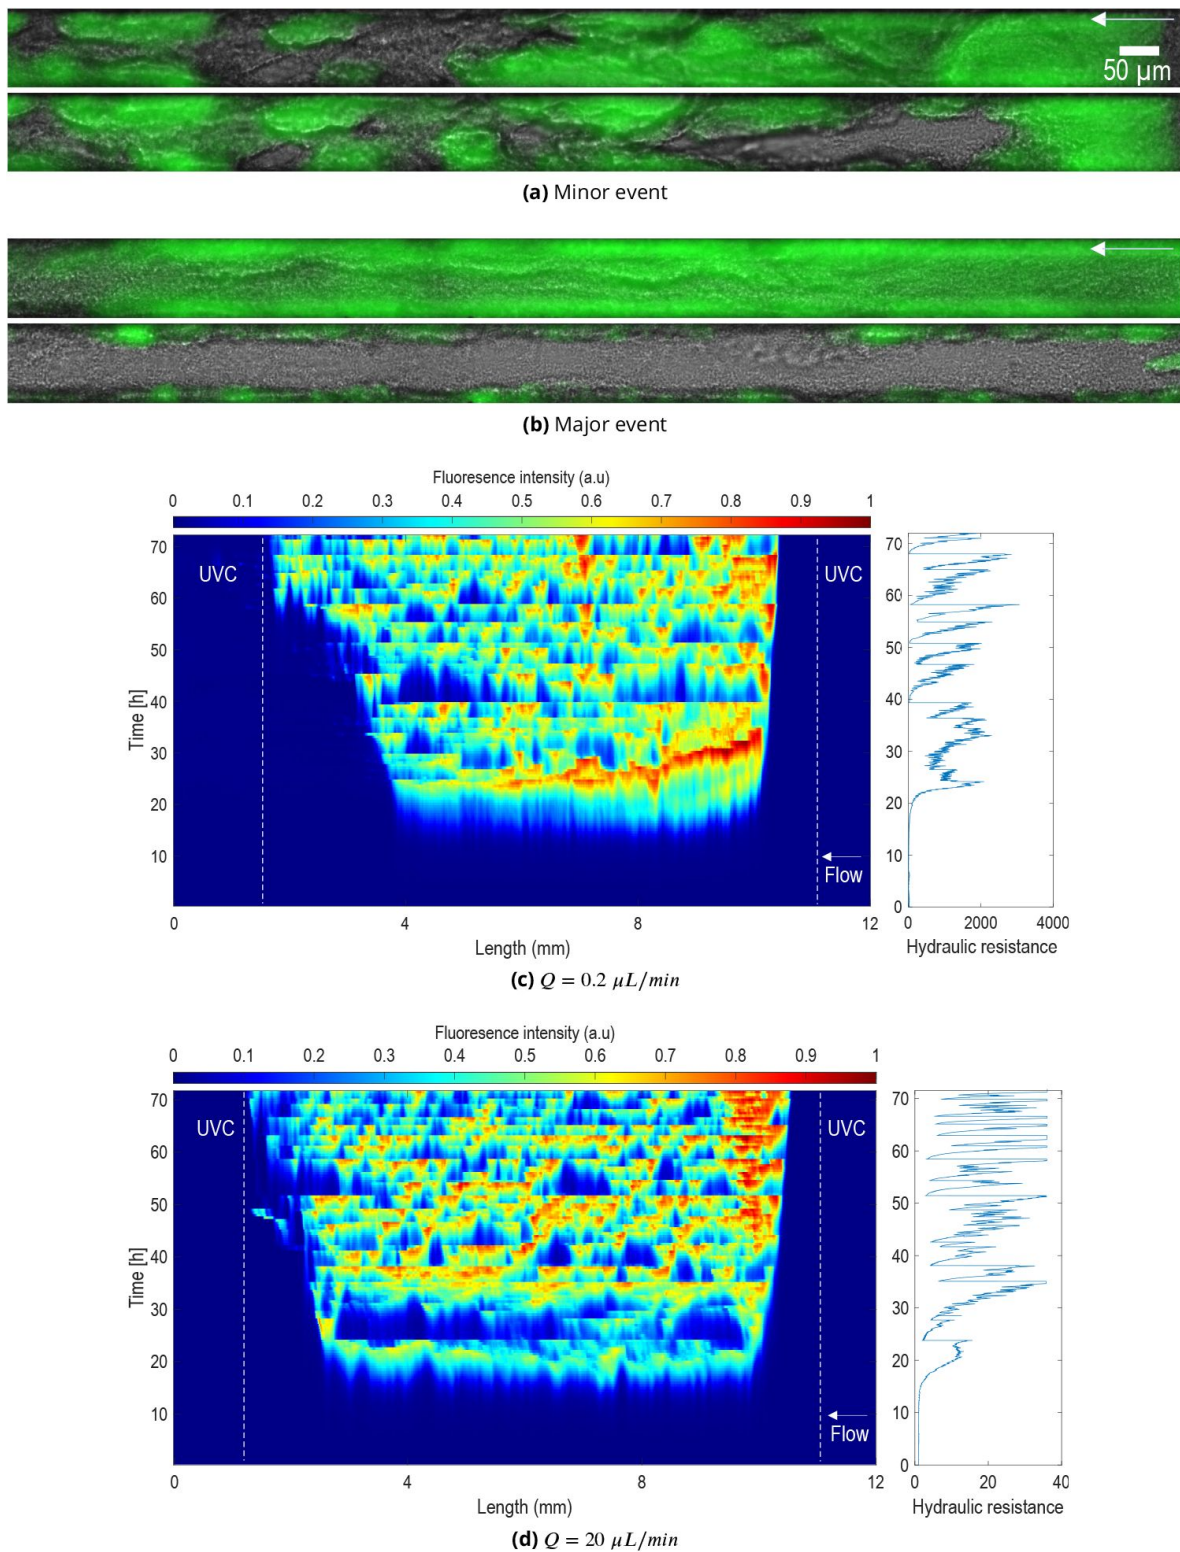 50 µm
(a) Minor event
(b) Major event
Fluoresence intensity (a.u)
0 0.1 0.2 0.3 0.4 0.5 0.6 0.7 0.8 0.9 1
70
60
50
40
30
20
10
Time [h]
UVC
UVC
Flow
0 4 8 12
Length (mm)
70
60
50
40
30
20
10
0
0 2000 4000
Hydraulic resistance
(c) Q = 0.2 µL/min
Fluoresence intensity (a.u)
0 0.1 0.2 0.3 0.4 0.5 0.6 0.7 0.8 0.9 1
70
60
50
40
30
20
10
Time [h]
UVC
UVC
Flow
0 4 8 12
Length (mm)
70
60
50
40
30
20
10
0
0 20 40
Hydraulic resistance
(d) Q = 20 µL/min